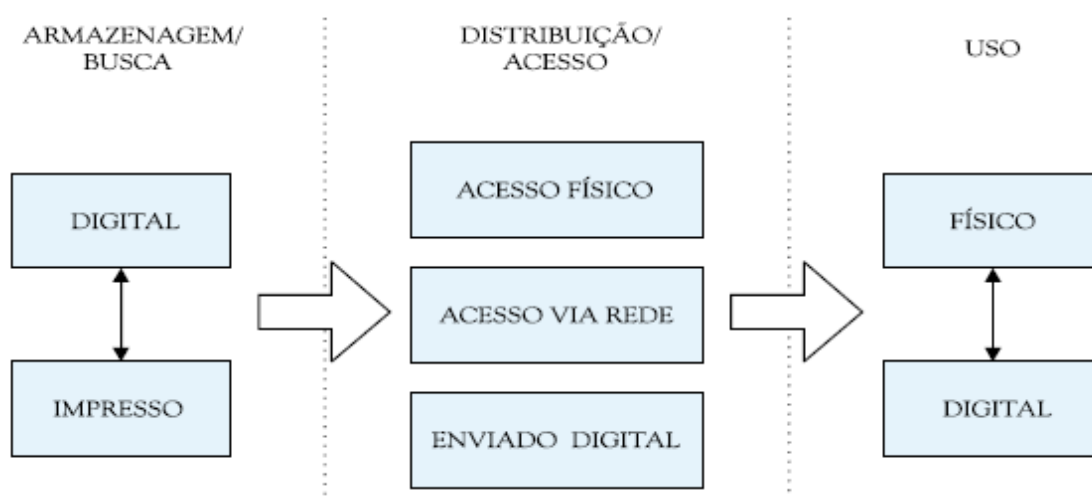 ARMAZENAGEM/
BUSCA
DISTRIBUIÇÃO/
ACESSO
USO
DIGITAL
IMPRESSO
ACESSO FÍSICO
ACESSO VIA REDE
ENVIADO DIGITAL
FÍSICO
DIGITAL